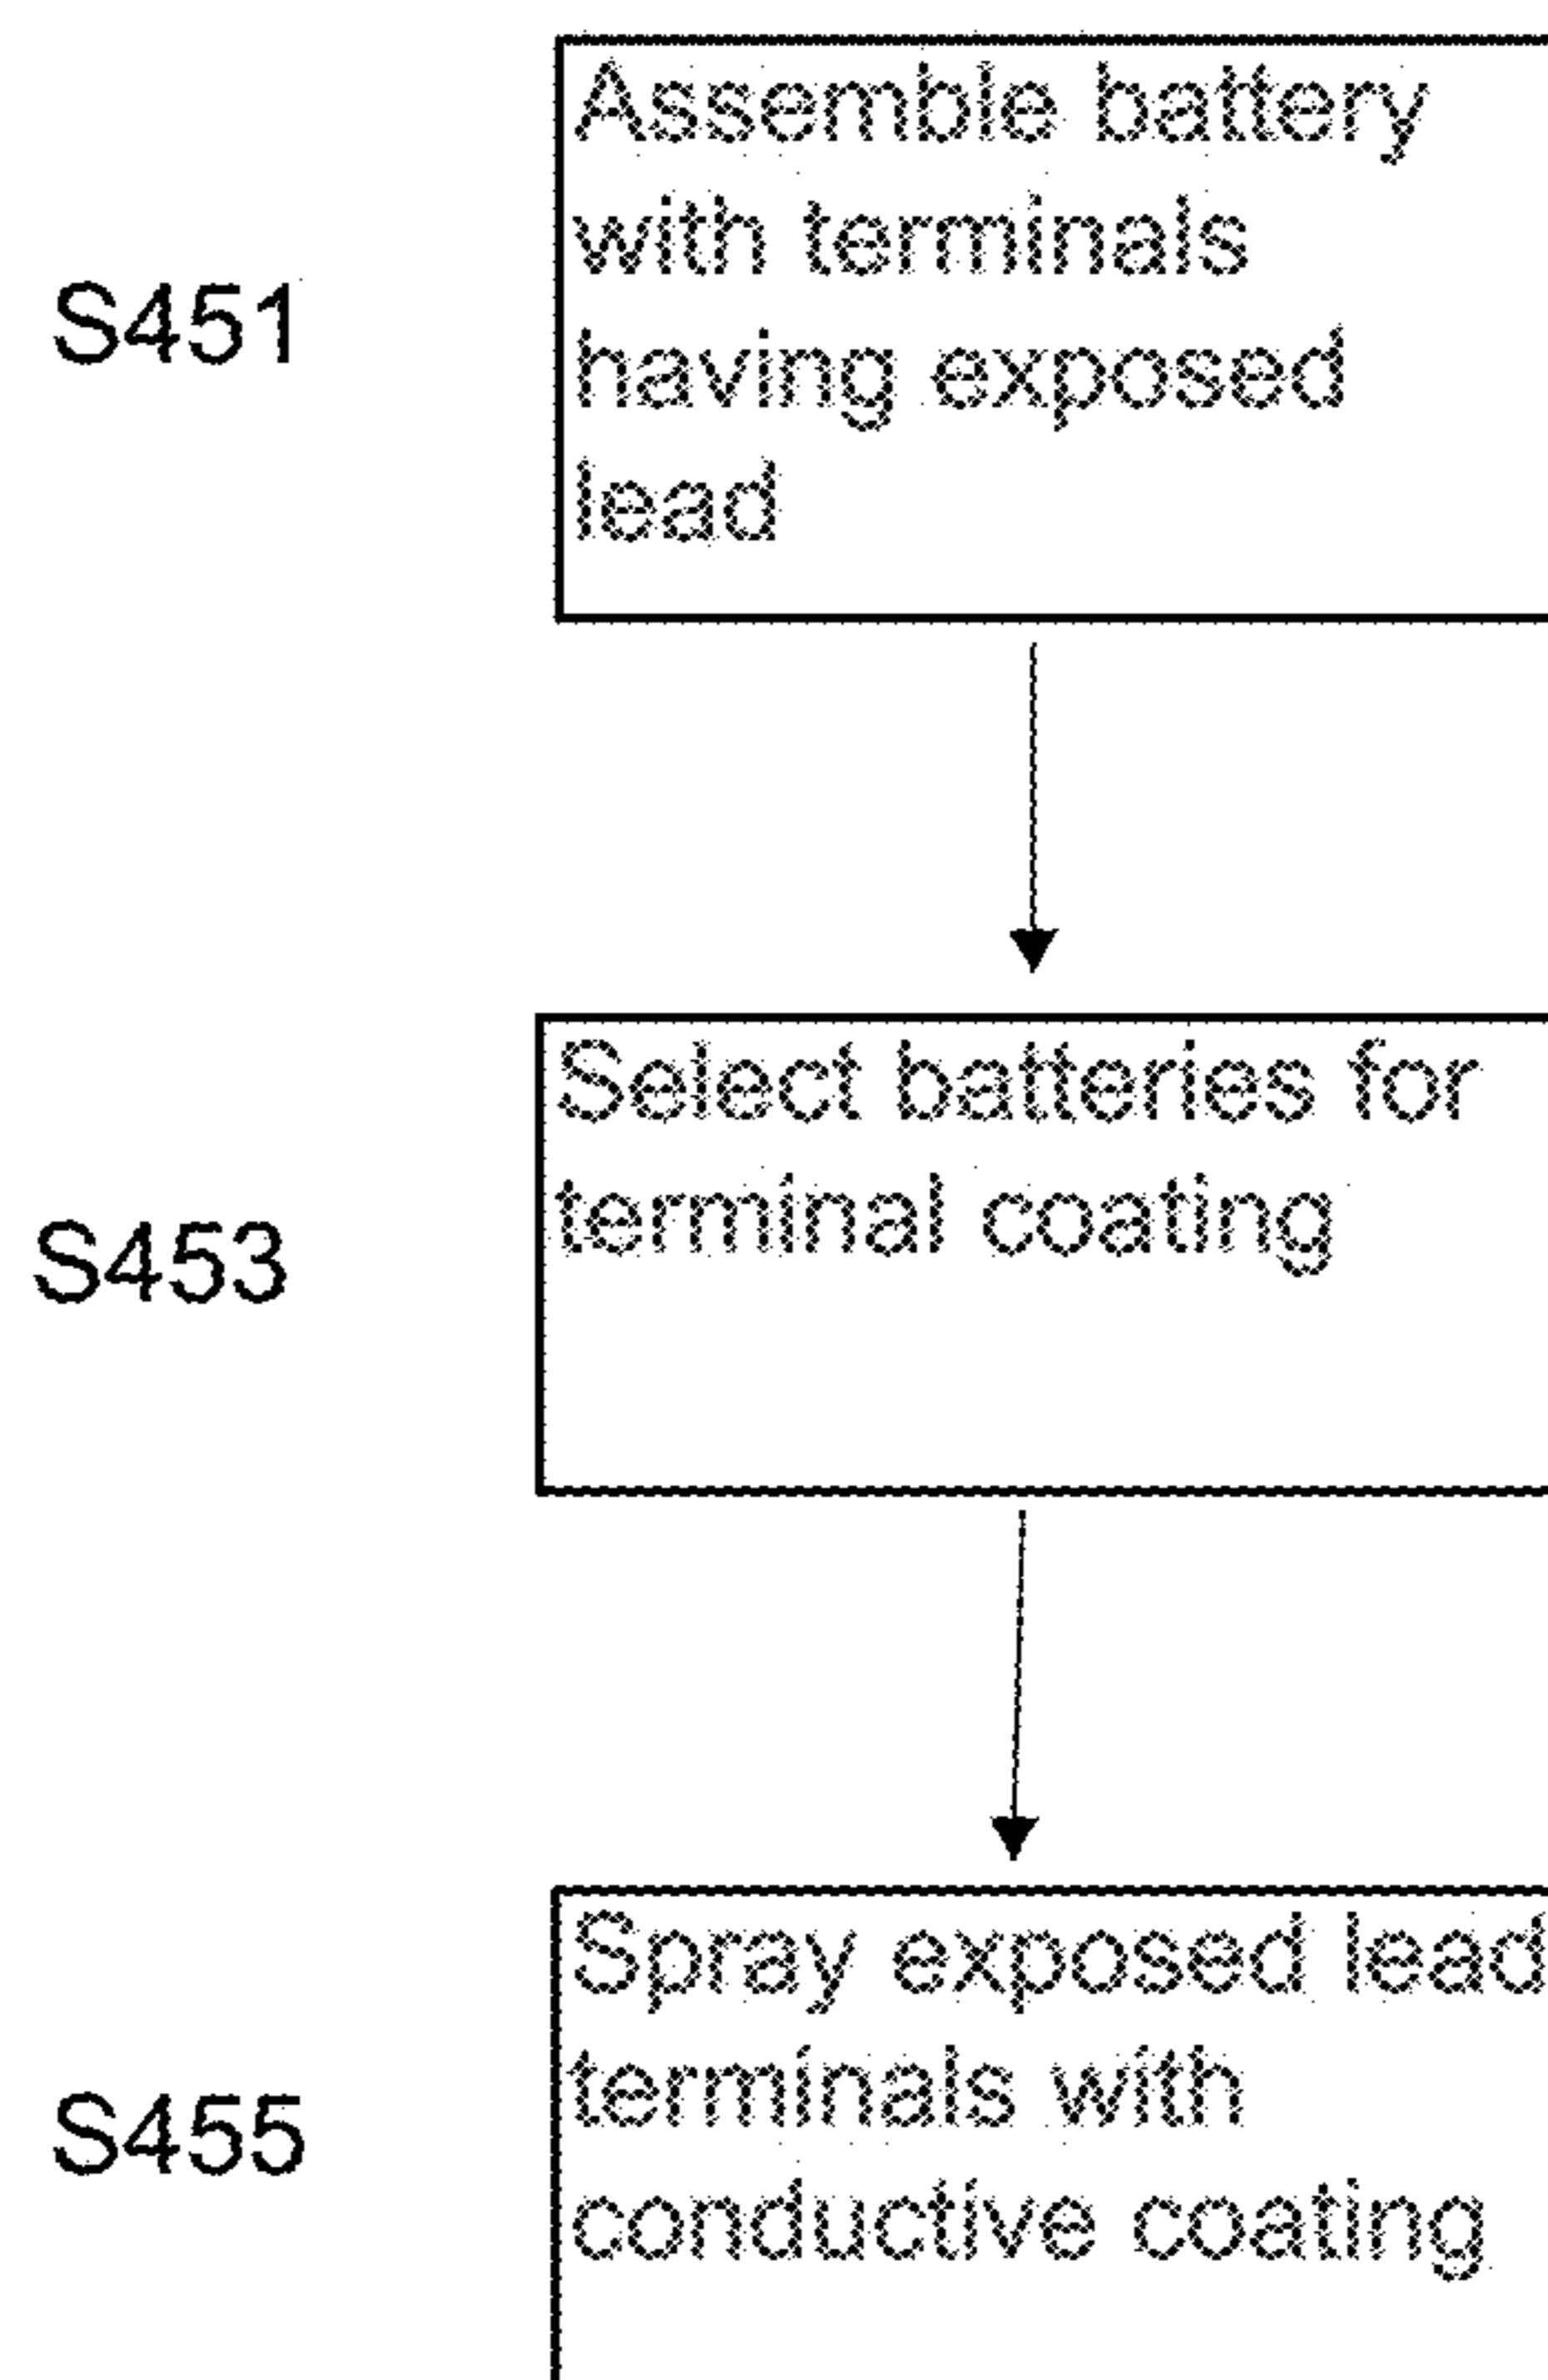 S451
Assemble battery
with terminals
having exposed
lead
S453
Select batteries for
terminal coating
S455
Spray exposed lead
terminals with
conductive coating